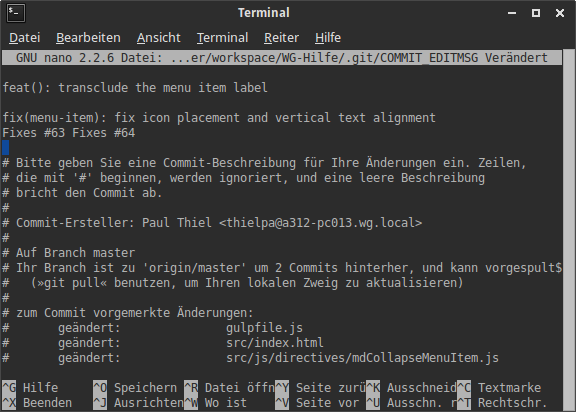 Terminal
Datei Bearbeiten Ansicht Terminal Reiter Hilfe
GNU nano 2.2.6 Datei: ...er/workspace/WG-Hilfe/.git/COMMIT_EDITMSG Verändert
feat(): transclude the menu item label
fix(menu-item): fix icon placement and vertical text alignment
Fixes #63 Fixes #64
# Bitte geben Sie eine Commit-Beschreibung für Ihre Änderungen ein. Zeilen,
# die mit '#' beginnen, werden ignoriert, und eine leere Beschreibung
# bricht den Commit ab.
#
# Commit-Ersteller: Paul Thiel <thielpa@a312-pc013.wg.local>
#
# Auf Branch master
# Ihr Branch ist zu 'origin/master' um 2 Commits hinterher, und kann vorgespult$
#   (»git pull« benutzen, um Ihren lokalen Zweig zu aktualisieren)
#
# zum Commit vorgemerkte Änderungen:
#       geändert:               gulpfile.js
#       geändert:               src/index.html
#       geändert:               src/js/directives/mdCollapseMenuItem.js
^G Hilfe ^O Speichern ^R Datei öffn ^Y Seite zurü ^K Ausschneid ^C Textmarke
^X Beenden ^J Ausrichten ^W Wo ist ^V Seite vor ^U Ausschn. r ^T Rechtschr.